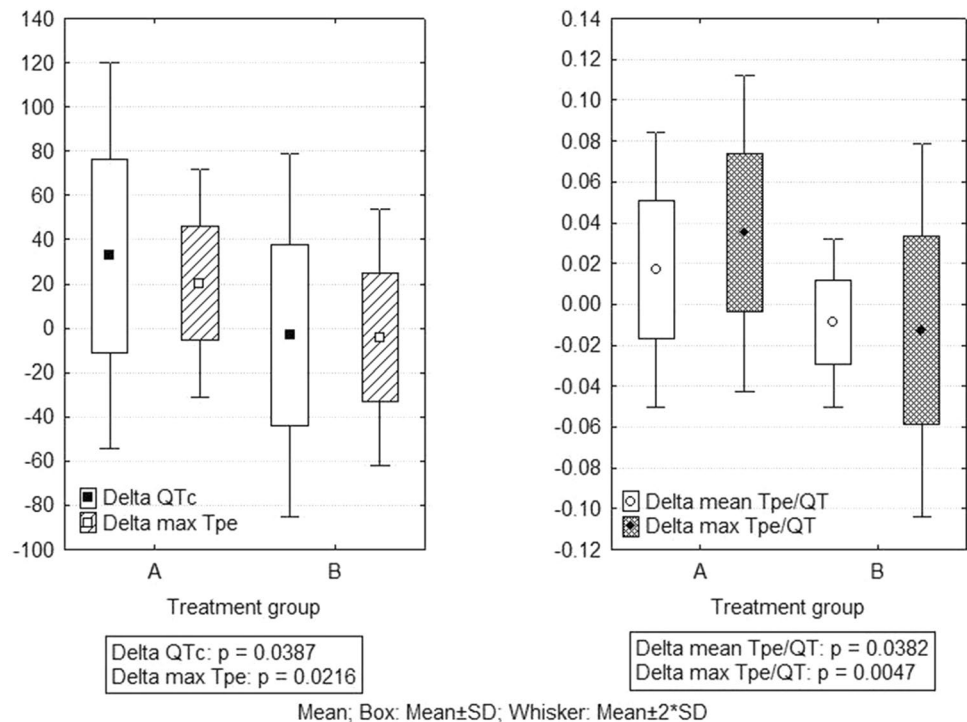 140
120
100
80
60
40
20
0
-20
-40
-60
-80
-100
Delta QTc
Delta max Tpe
A B
Treatment group
Delta QTc: p = 0.0387
Delta max Tpe: p = 0.0216
0.14
0.12
0.10
0.08
0.06
0.04
0.02
0.00
-0.02
-0.04
-0.06
-0.08
-0.10
-0.12
Delta mean Tpe/QT
Delta max Tpe/QT
A B
Treatment group
Delta mean Tpe/QT: p = 0.0382
Delta max Tpe/QT: p = 0.0047
Mean; Box: Mean±SD; Whisker: Mean±2*SD